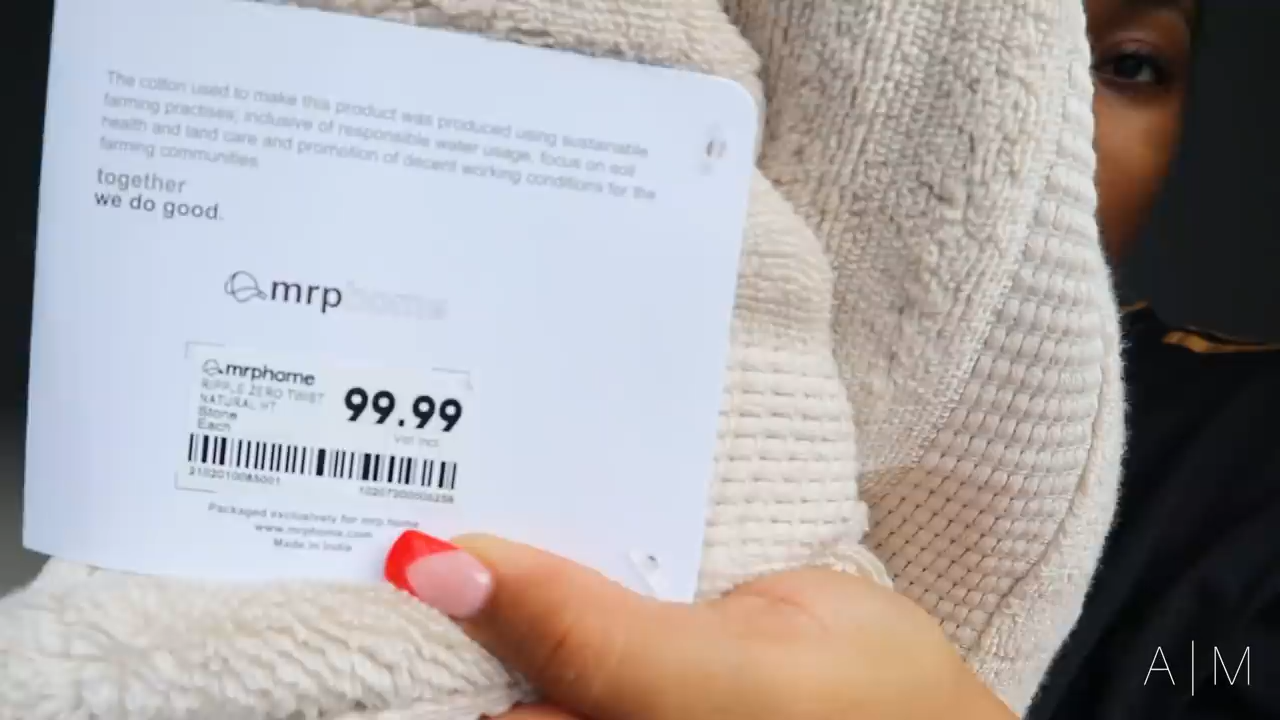 The cotton used to make this product was produced using sustainable
farming practises; inclusive of responsible water usage, focus on soil
health and land care and promotion of decent working conditions for the
farming communities.
together
we do good.
mrphome
mrphome
RIPPLE ZERO TWIST
NATURAL HT
Stone
Each
99.99
Vat Incl
2102010085001
Packaged exclusively for mrp home
www.mrphome.com
Made in India
A|M